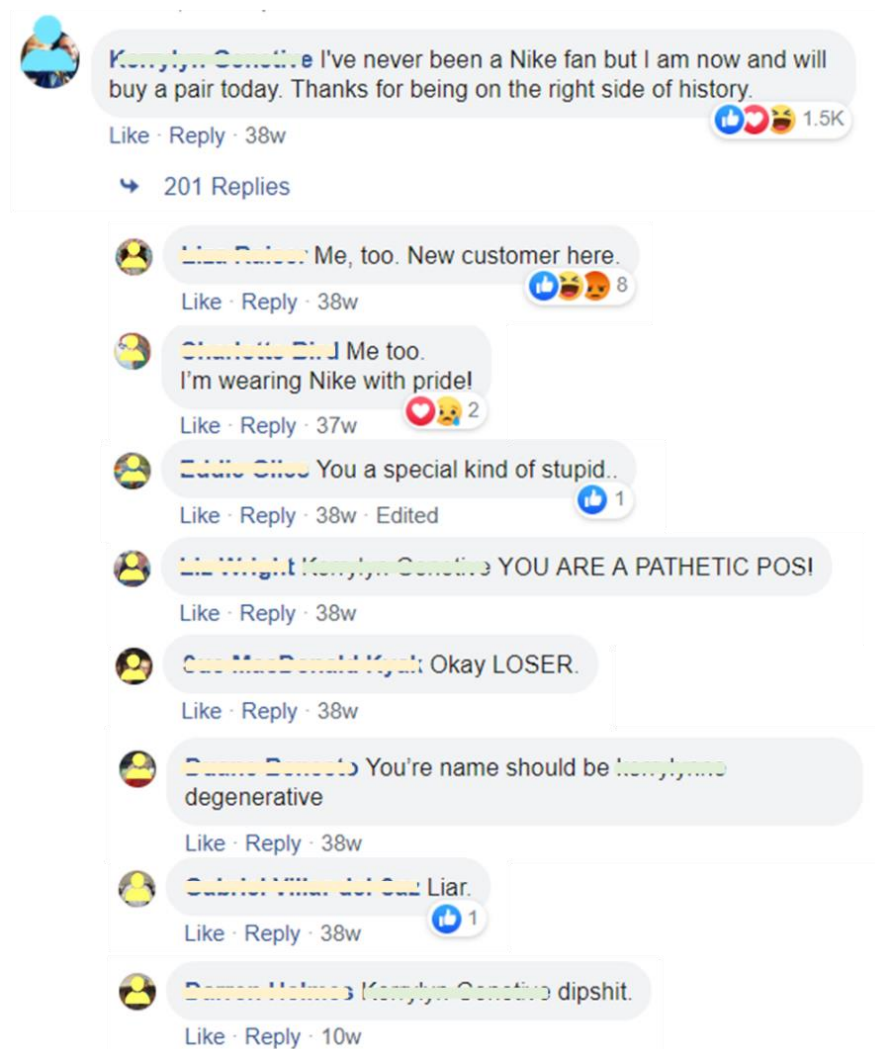 I've never been a Nike fan but I am now and will
buy a pair today. Thanks for being on the right side of history.
1.5K
Like · Reply · 38w
201 Replies
Me, too. New customer here.
8
Like · Reply · 38w
Me too.
I'm wearing Nike with pride!
2
Like · Reply · 37w
You a special kind of stupid..
1
Like · Reply · 38w · Edited
YOU ARE A PATHETIC POS!
Like · Reply · 38w
Okay LOSER.
Like · Reply · 38w
You're name should be
degenerative
Like · Reply · 38w
Liar.
1
Like · Reply · 38w
dipshit.
Like · Reply · 10w